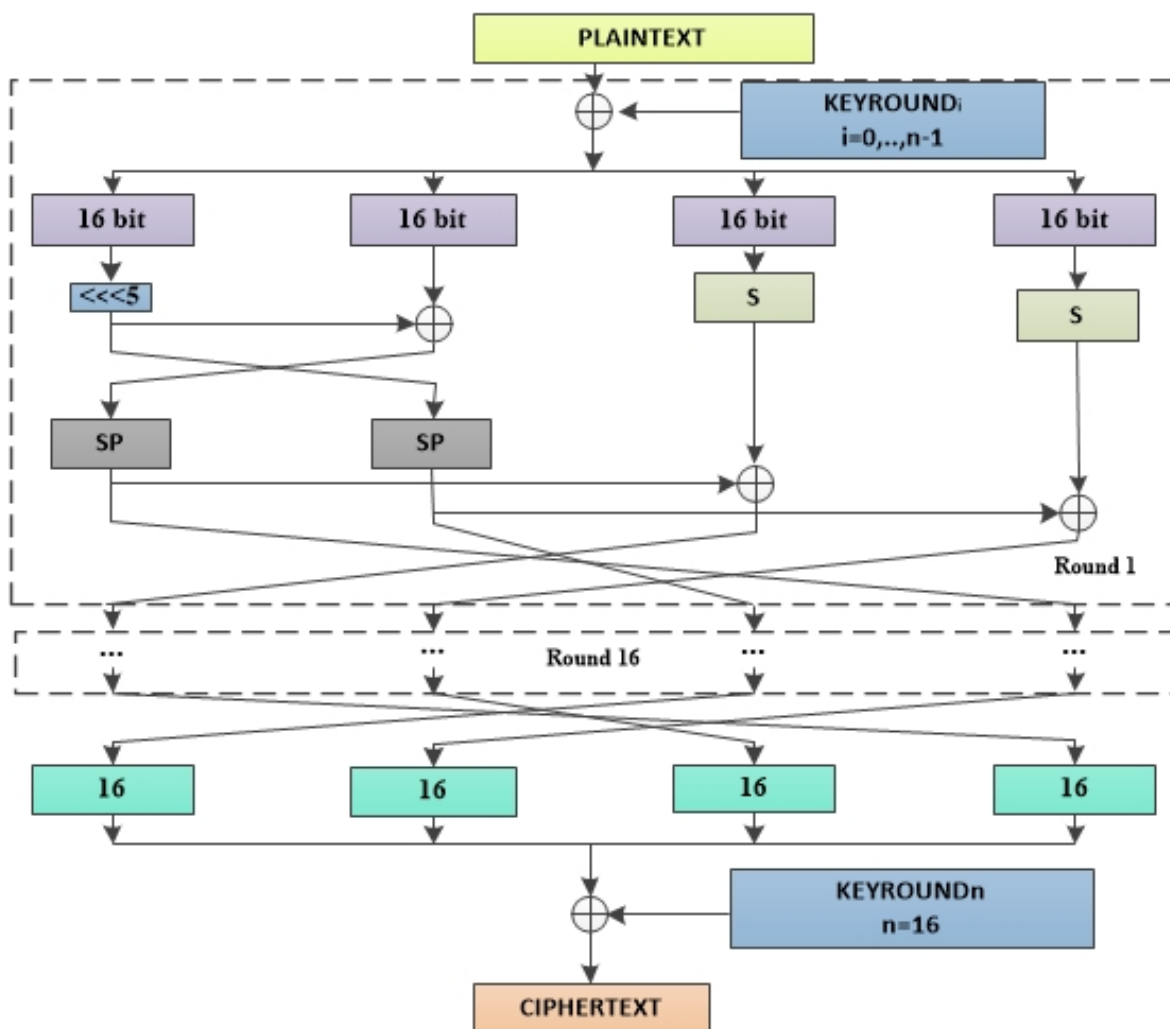 PLAINTEXT
KEYROUNDi
i=0,..,n-1
16 bit
16 bit
16 bit
16 bit
<<<5
S
S
SP
SP
Round 1
...
...
Round 16
...
...
16
16
16
16
KEYROUNDn
n=16
CIPHERTEXT